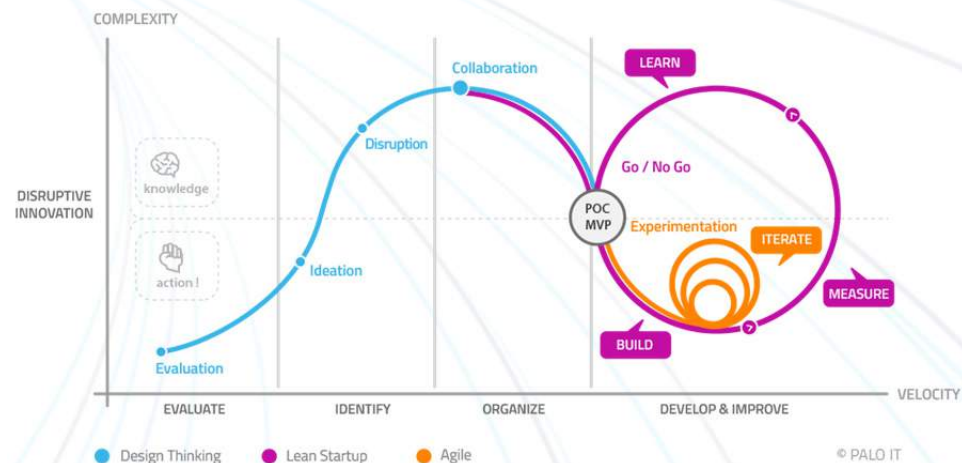 COMPLEXITY
Collaboration
LEARN
Disruption
knowledge
Go / No Go
DISRUPTIVE
INNOVATION
POC
MVP
Experimentation
ITERATE
action !
Ideation
MEASURE
BUILD
Evaluation
VELOCITY
EVALUATE
IDENTIFY
ORGANIZE
DEVELOP & IMPROVE
Design Thinking
Lean Startup
Agile
© PALO IT